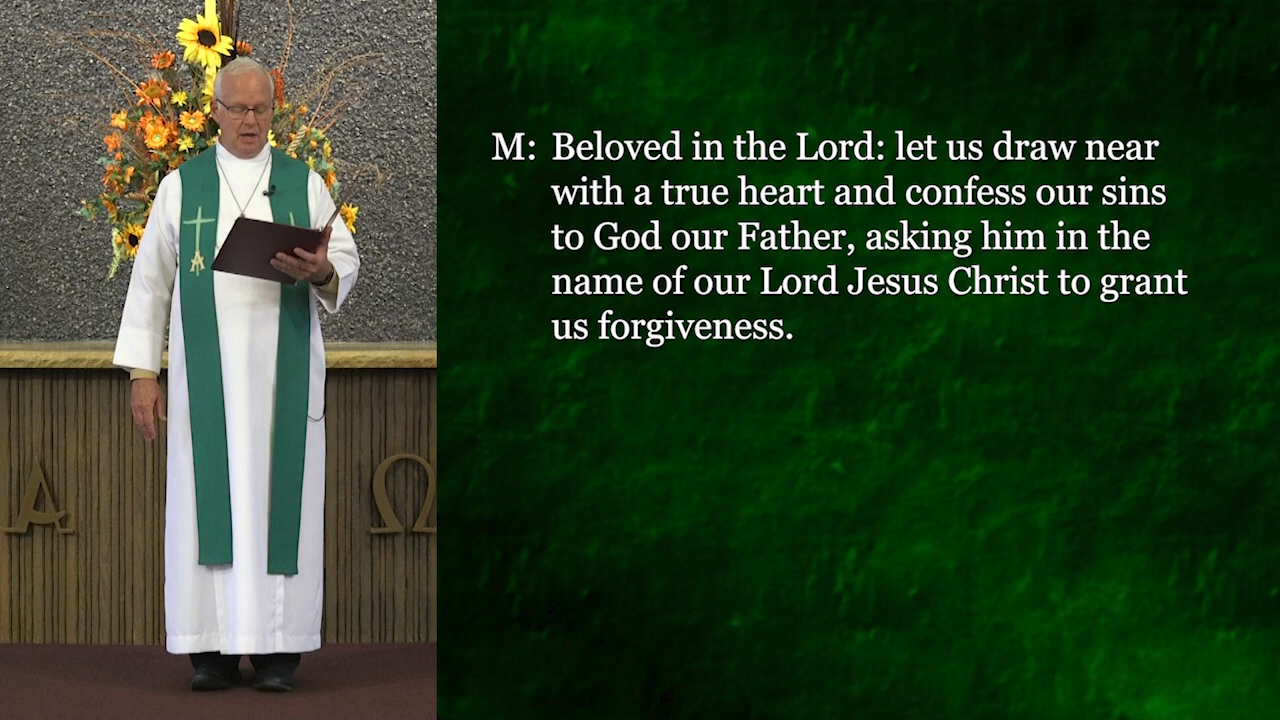 M: Beloved in the Lord: let us draw near
with a true heart and confess our sins
to God our Father, asking him in the
name of our Lord Jesus Christ to grant
us forgiveness.
Α Ω